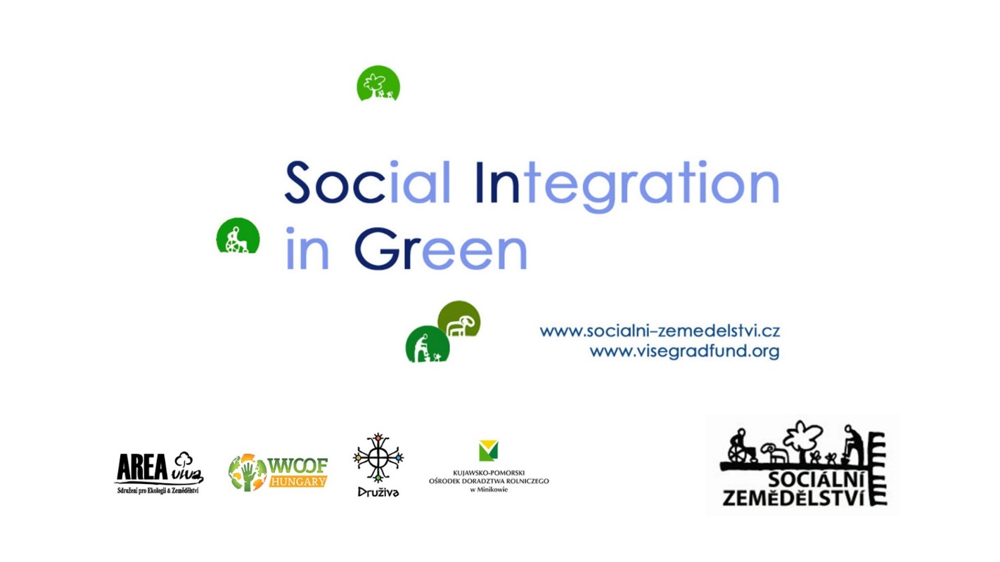 Social Integration
in Green
www.socialni-zemedelstvi.cz
www.visegradfund.org
AREA viva
Sdružení pro Ekologii & Zemědělství
WWOOF
HUNGARY
Druživa
KUJAWSKO-POMORSKI
OŚRODEK DORADZTWA ROLNICZEGO
w Minikowie
SOCIÁLNÍ
ZEMĚDĚLSTVÍ